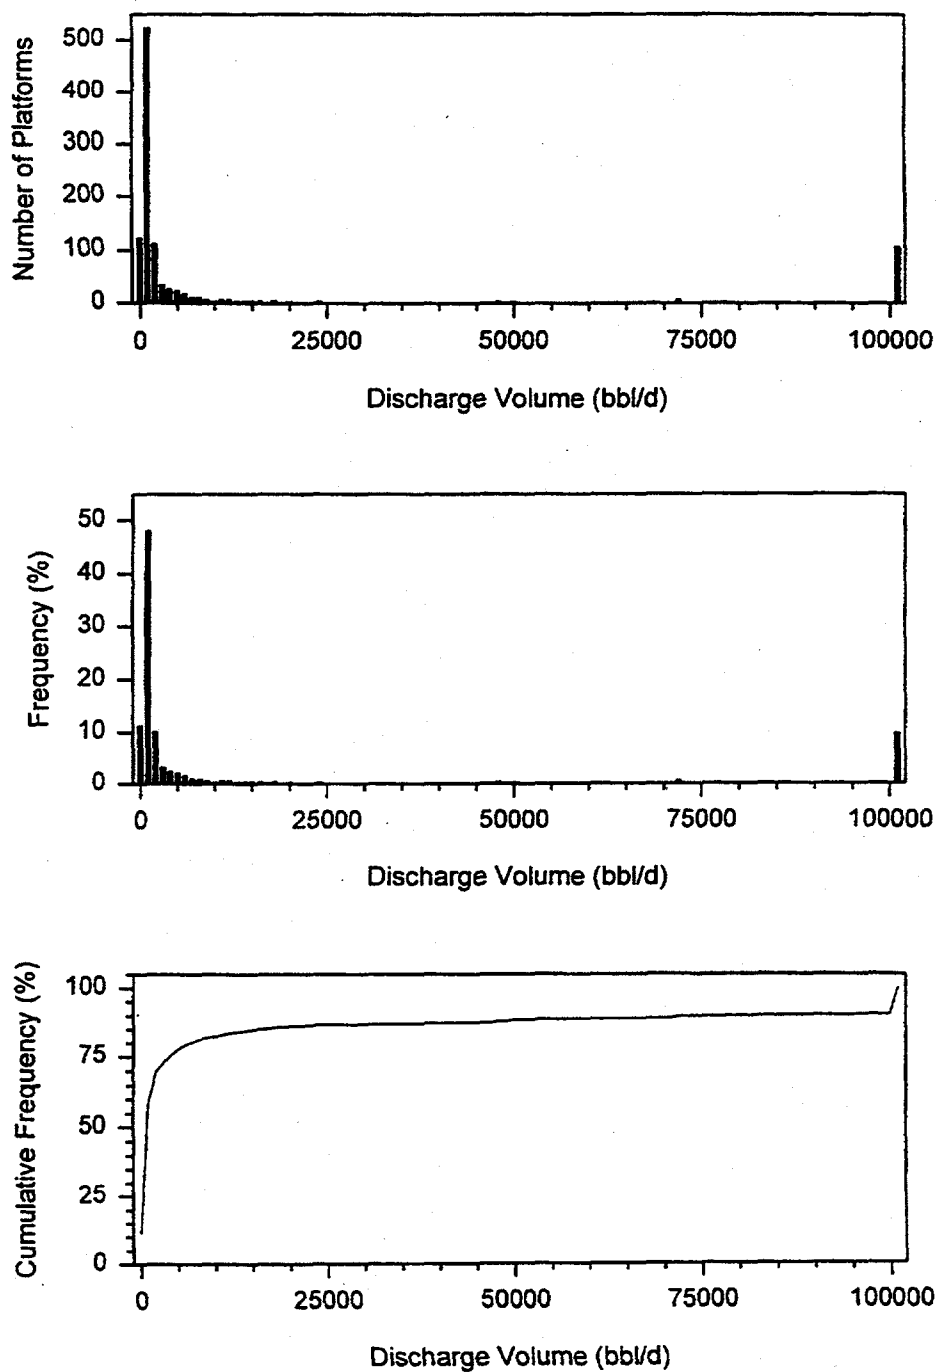 Number of Platforms
500
400
300
200
100
0
0 25000 50000 75000 100000
Discharge Volume (bbl/d)
Frequency (%)
50
40
30
20
10
0
0 25000 50000 75000 100000
Discharge Volume (bbl/d)
Cumulative Frequency (%)
100
75
50
25
0
0 25000 50000 75000 100000
Discharge Volume (bbl/d)